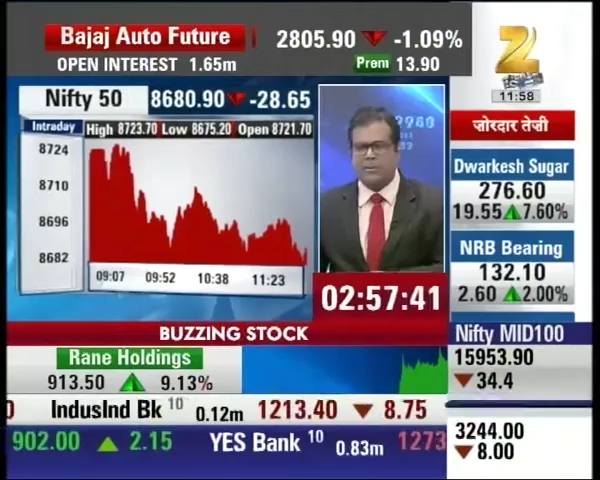 Bajaj Auto Future
2805.90 -1.09%
OPEN INTEREST 1.65m
Prem 13.90
11:58
Nifty 50 8680.90 -28.65
Intraday High 8723.70 Low 8675.20 Open 8721.70
8724
8710
8696
8682
09:07 09:52 10:38 11:23
02:57:41
जोरदार तेजी
Dwarkesh Sugar
276.60
19.55 7.60%
NRB Bearing
132.10
2.60 2.00%
BUZZING STOCK
Rane Holdings
913.50 9.13%
Nifty MID100
15953.90
34.4
IndusInd Bk 10 0.12m 1213.40 8.75
902.00 2.15 YES Bank 10 0.83m 1273
3244.00
8.00